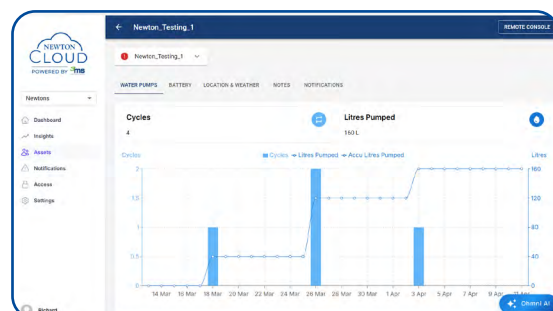 NEWTON
CLOUD
POWERED BY ams
Newtons
Dashboard
Insights
Assets
Notifications
Access
Settings
Richard
Newton_Testing_1
REMOTE CONSOLE
Newton_Testing_1
WATER PUMPS BATTERY LOCATION & WEATHER NOTES NOTIFICATIONS
Cycles
4
Litres Pumped
160 L
Cycles Cycles Litres Pumped Accu Litres Pumped Litres
2 160
1.5 120
1 80
0.5 40
0 0
14 Mar 16 Mar 18 Mar 20 Mar 22 Mar 24 Mar 26 Mar 28 Mar 30 Mar 1 Apr 3 Apr 5 Apr 7 Apr 9 Apr 11 Apr
Ohmni AI